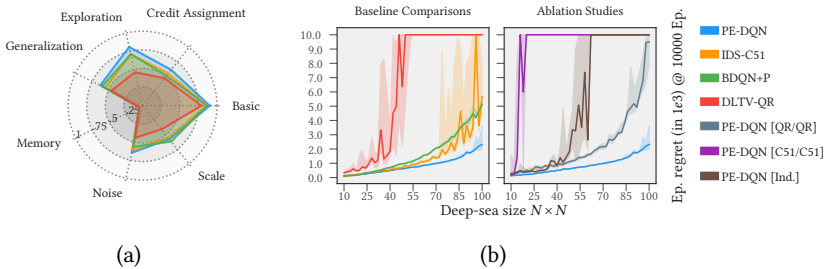 Exploration
Credit Assignment
Generalization
Basic
.25
.5
.75
.1
Memory
Noise
Scale
(a)
Baseline Comparisons
Ablation Studies
10.0
9.0
8.0
7.0
6.0
5.0
4.0
3.0
2.0
1.0
0.0
10 25 40 55 70 85 100
10 25 40 55 70 85 100
Deep-sea size N × N
Ep. regret (in 1e3) @ 10000 Ep.
PE-DQN
IDS-C51
BDQN+P
DLTV-QR
PE-DQN [QR/QR]
PE-DQN [C51/C51]
PE-DQN [Ind.]
(b)